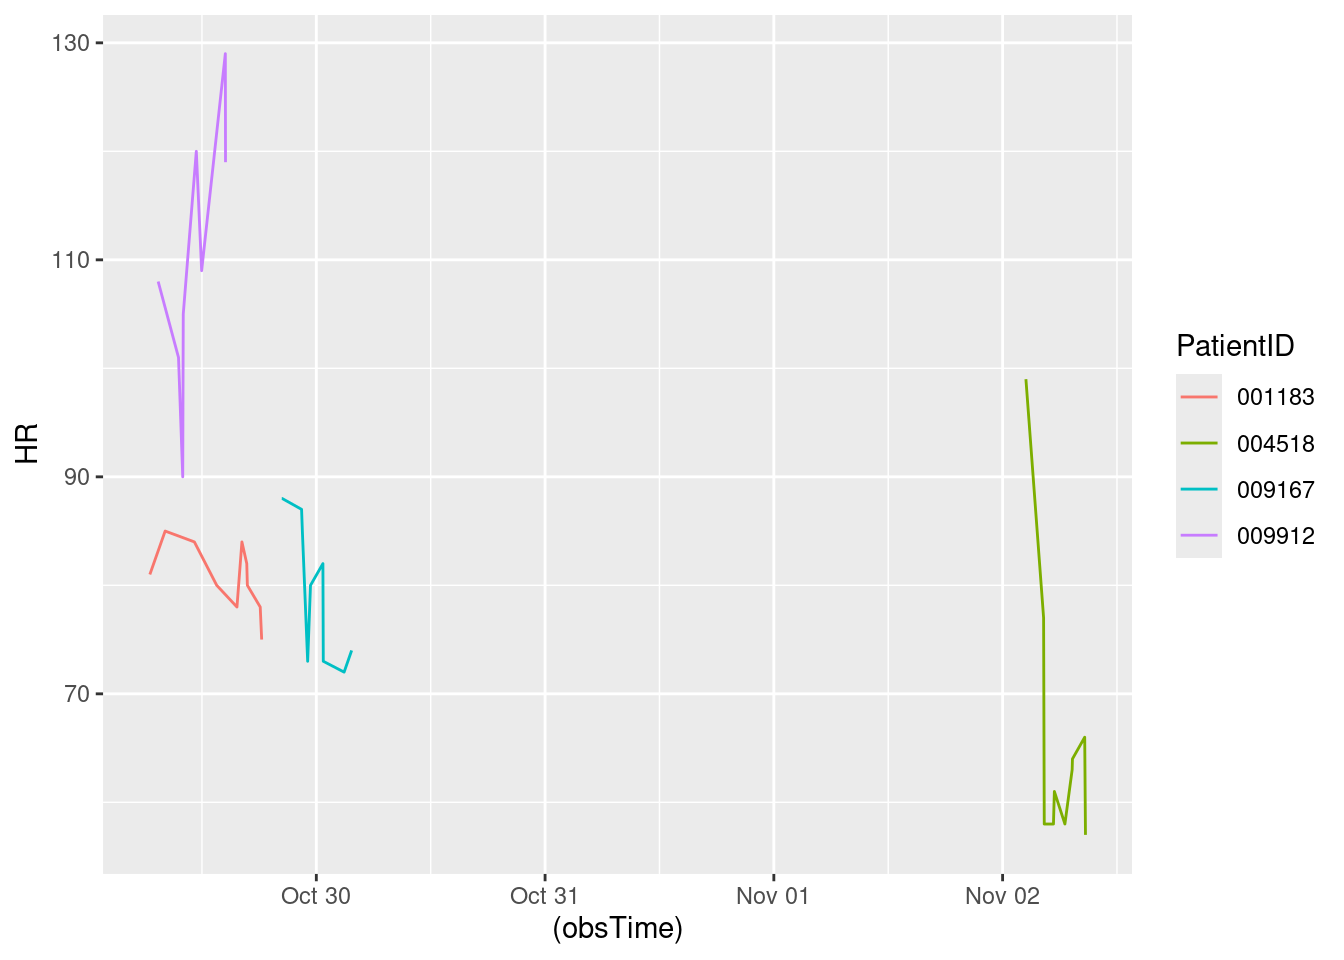 130
110
90
70
HR
Oct 30
Oct 31
Nov 01
Nov 02
(obsTime)
PatientID
001183
004518
009167
009912